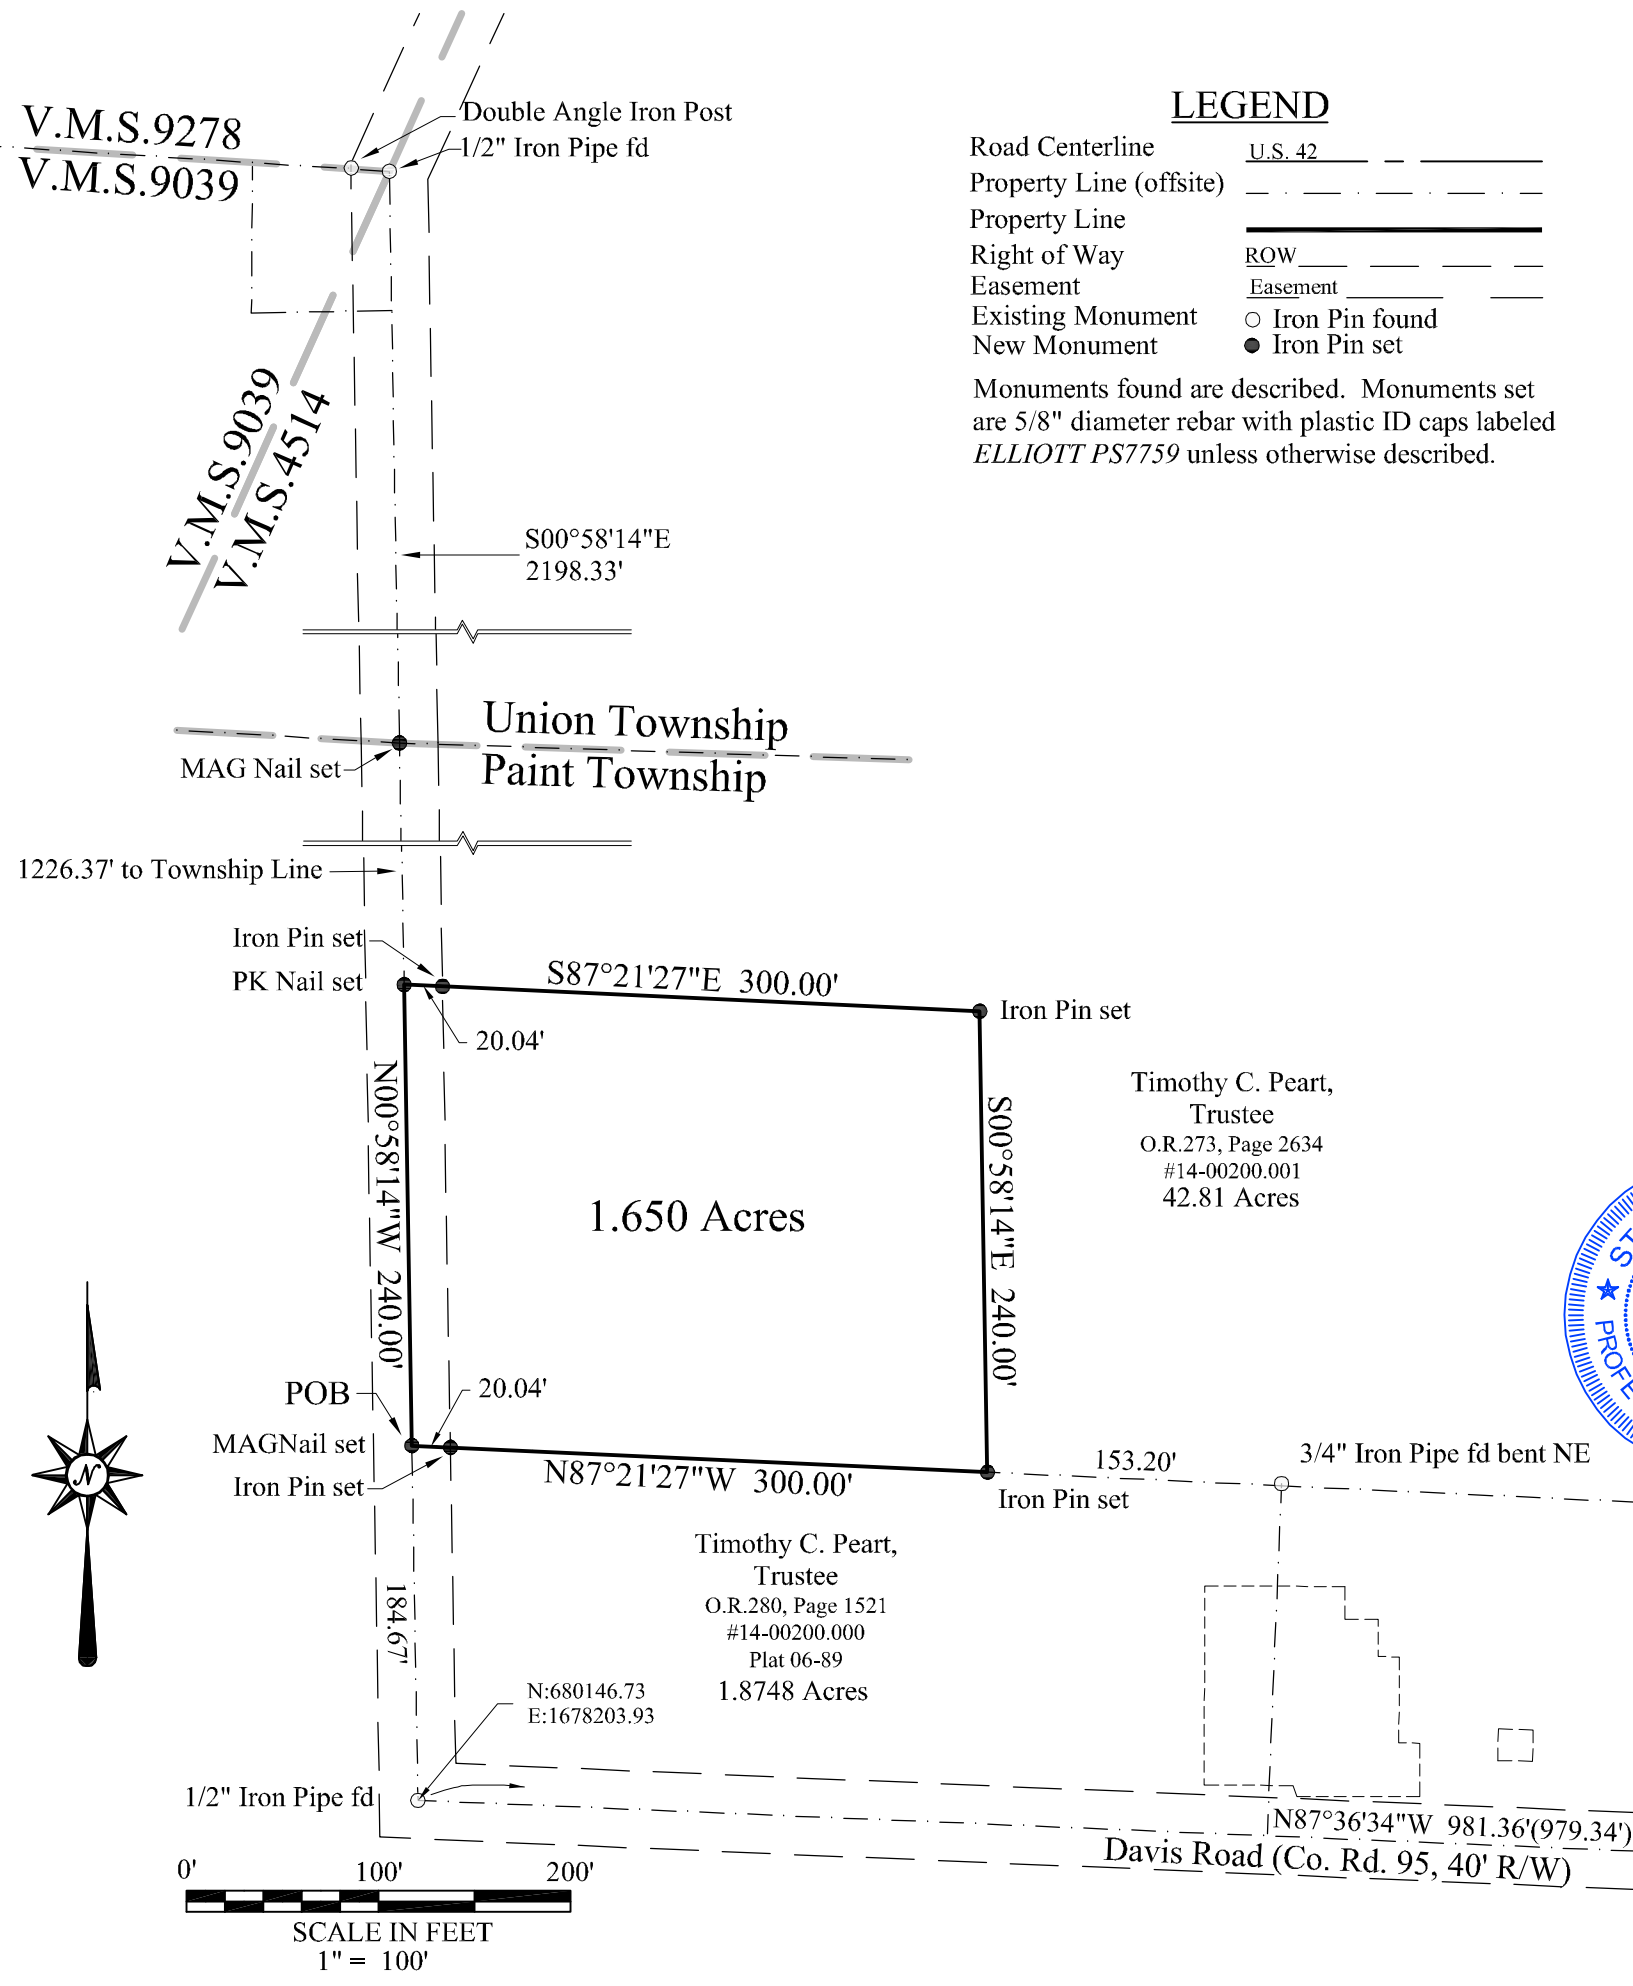 V.M.S.9278
V.M.S.9039
Double Angle Iron Post
1/2" Iron Pipe fd
LEGEND
Road Centerline U.S. 42
Property Line (offsite)
Property Line
Right of Way ROW
Easement Easement
Existing Monument Iron Pin found
New Monument Iron Pin set
Monuments found are described. Monuments set
are 5/8" diameter rebar with plastic ID caps labeled
ELLIOTT PS7759 unless otherwise described.
V.M.S.9039
V.M.S.4514
S00°58'14"E
2198.33'
Union Township
Paint Township
MAG Nail set
1226.37' to Township Line
Iron Pin set
PK Nail set
S87°21'27"E 300.00'
Iron Pin set
20.04'
N00°58'14"W 240.00'
S00°58'14"E 240.00'
Timothy C. Peart,
Trustee
O.R.273, Page 2634
#14-00200.001
42.81 Acres
1.650 Acres
POB
20.04'
MAGNail set
Iron Pin set
N87°21'27"W 300.00'
153.20'
3/4" Iron Pipe fd bent NE
Iron Pin set
N
Timothy C. Peart,
Trustee
O.R.280, Page 1521
#14-00200.000
Plat 06-89
1.8748 Acres
184.67'
N:680146.73
E:1678203.93
1/2" Iron Pipe fd
N87°36'34"W 981.36'(979.34')
Davis Road (Co. Rd. 95, 40' R/W)
0' 100' 200'
SCALE IN FEET
1" = 100'